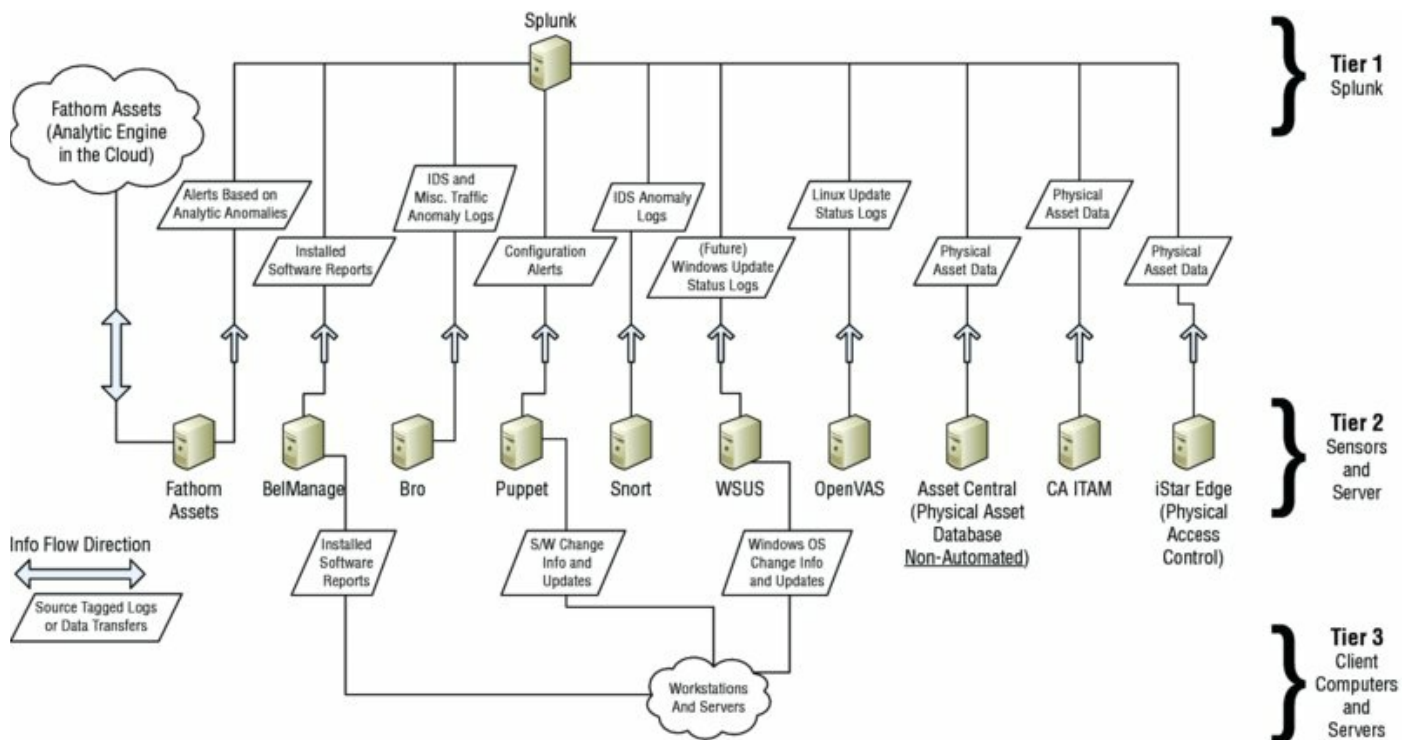 Splunk
Tier 1
Splunk
Fathom Assets
(Analytic Engine
in the Cloud)
Alerts Based on
Analytic Anomalies
Installed
Software Reports
IDS and
Misc. Traffic
Anomaly Logs
Configuration
Alerts
IDS Anomaly
Logs
(Future)
Windows Update
Status Logs
Linux Update
Status Logs
Physical
Asset Data
Physical
Asset Data
Physical
Asset Data
Fathom
Assets
BelManage
Bro
Puppet
Snort
WSUS
OpenVAS
Asset Central
(Physical Asset
Database
Non-Automated)
CA ITAM
iStar Edge
(Physical
Access
Control)
Tier 2
Sensors
and
Server
Info Flow Direction
Source Tagged Logs
or Data Transfers
Installed
Software
Reports
S/W Change
Info and
Updates
Windows OS
Change Info
and Updates
Workstations
And Servers
Tier 3
Client
Computers
and
Servers